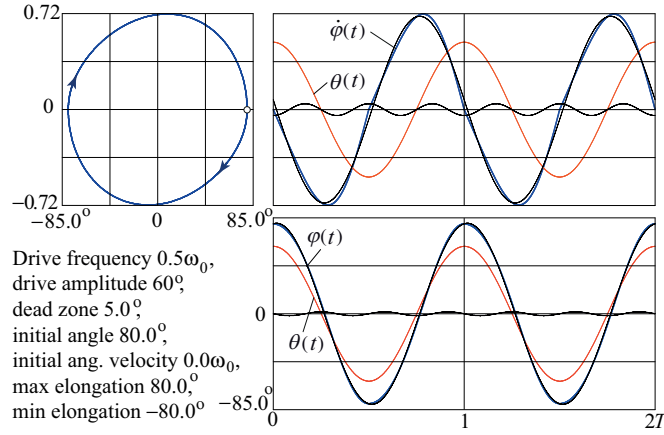 0.72
0
−0.72
−85.0°
0
85.0°
φ̇(t)
θ(t)
φ(t)
θ(t)
0
−85.0°
0
1
2T
Drive frequency 0.5ω₀,
drive amplitude 60°,
dead zone 5.0°,
initial angle 80.0°,
initial ang. velocity 0.0ω₀,
max elongation 80.0,°
min elongation −80.0°